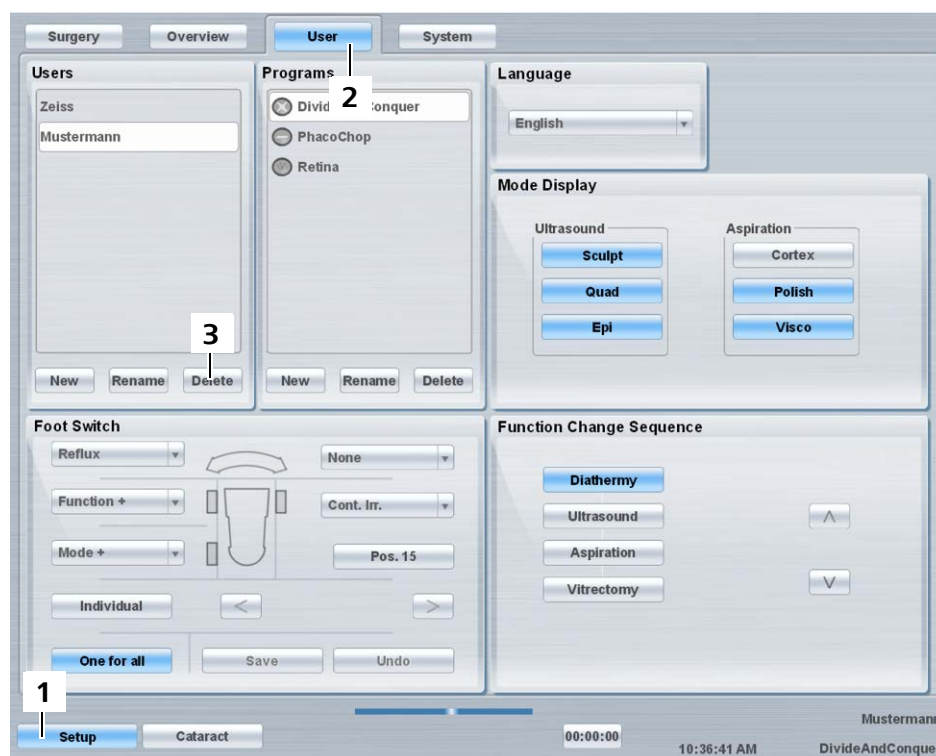 Surgery Overview User System
Users
Zeiss
Mustermann
New Rename Delete
3
Programs
2
Divid onquer
PhacoChop
Retina
New Rename Delete
Language
English
Mode Display
Ultrasound
Sculpt
Quad
Epi
Aspiration
Cortex
Polish
Visco
Foot Switch
Reflux
None
Function +
Cont. Irr.
Mode +
Pos. 15
Individual < >
One for all Save Undo
Function Change Sequence
Diathermy
Ultrasound
Aspiration
Vitrectomy
1
Setup Cataract
00:00:00
10:36:41 AM
Mustermann
DivideAndConque